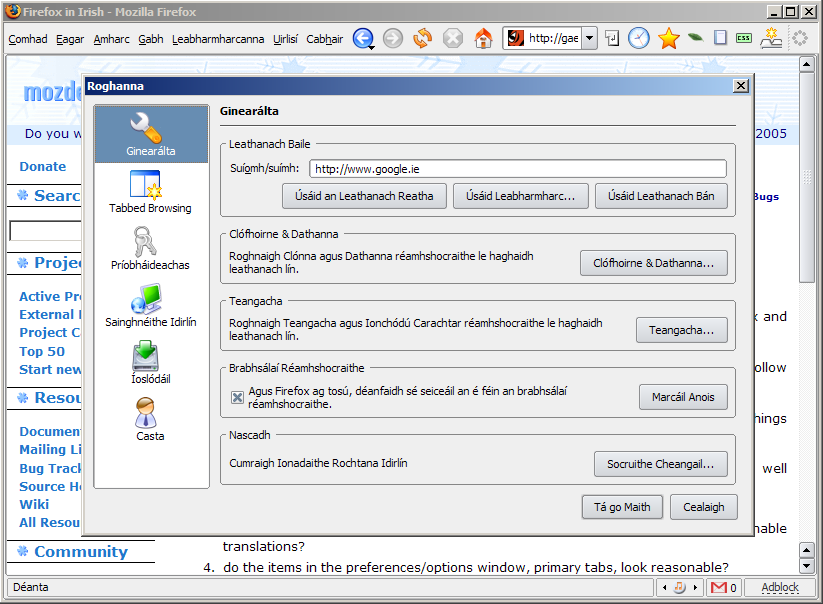 Firefox in Irish - Mozilla Firefox
Comhad Eagar Amharc Gabh Leabharmharcanna Uirlisí Cabhair
http://gae
CSS
mozde
Roghanna
Do you w
2005
Donate
Searc
Bugs
Projec
Active Pro
External
Project Ca
Top 50
Start new
Resou
Document
Mailing Li
Bug Track
Source
Wiki
All Resou
Community
Ginearálta
Tabbed Browsing
Príobháideachas
Sainghnéithe Idirlín
Íoslódáil
Casta
Ginearálta
Leathanach Baile
Suíomh/suímh: http://www.google.ie
Úsáid an Leathanach Reatha Úsáid Leabharmharc... Úsáid Leathanach Bán
Clófhoirne & Dathanna
Roghnaigh Clónna agus Dathanna réamhshocraithe le haghaidh
leathanach lín.
Clófhoirne & Dathanna...
Teangacha
Roghnaigh Teangacha agus Ionchódú Carachtar réamhshocraithe le haghaidh
leathanach lín.
Teangacha...
Brabhsálaí Réamhshocraithe
Agus Firefox ag tosú, déanfaidh sé seiceáil an é féin an brabhsálaí
réamhshocraithe.
Marcáil Anois
Nascadh
Cumraigh Ionadaithe Rochtana Idirlín
Socruithe Cheangail...
Tá go Maith Cealaigh
x and
ollow
hings
well
nable
translations?
4. do the items in the preferences/options window, primary tabs, look reasonable?
Déanta
0
Adblock